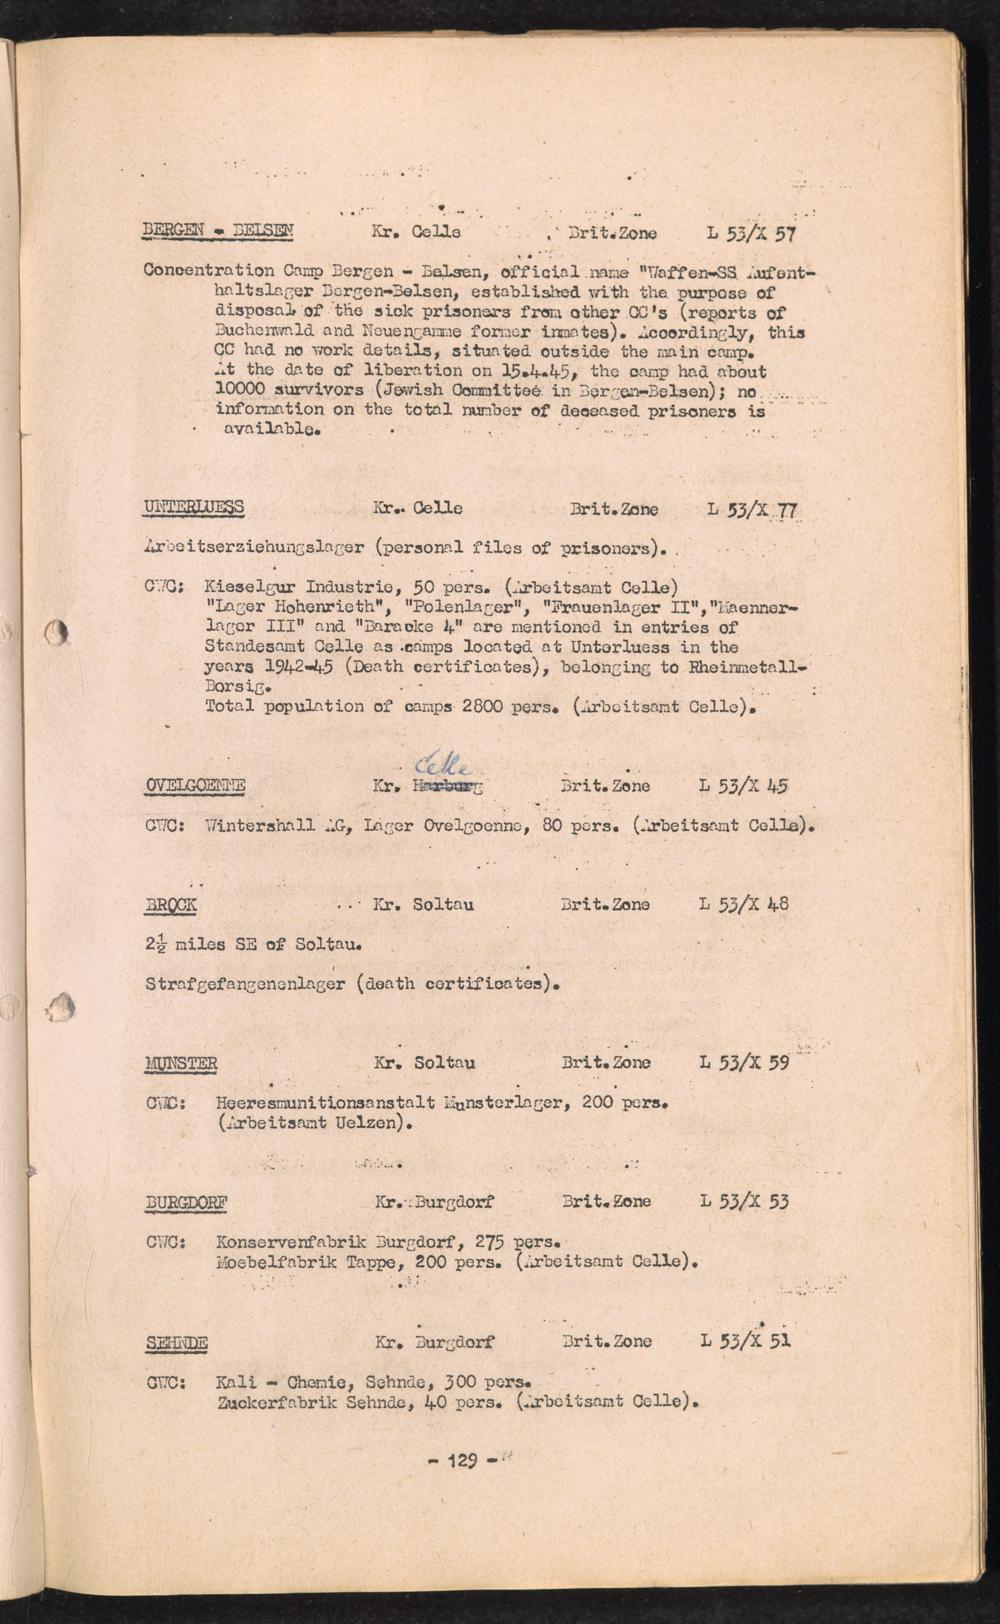 BERGEN - BELSEN Kr. Celle Brit.Zone L 53/X 57
Concentration Camp Bergen - Belsen, official name "Waffen-SS Aufent-
haltslager Bergen-Belsen, established with the purpose of
disposal of the sick prisoners from other CC's (reports of
Buchenwald and Neuengamme former inmates). Accordingly, this
CC had no work details, situated outside the main camp.
At the date of liberation on 15.4.45, the camp had about
10000 survivors (Jewish Committee in Bergen-Belsen); no
information on the total number of deceased prisoners is
available.
UNTERLUESS Kr. Celle Brit.Zone L 53/X 77
Arbeitserziehungslager (personal files of prisoners).
CWC: Kieselgur Industrie, 50 pers. (Arbeitsamt Celle)
"Lager Hohenrieth", "Polenlager", "Frauenlager II","Maenner-
lager III" and "Baracke 4" are mentioned in entries of
Standesamt Celle as camps located at Unterluess in the
years 1942-45 (Death certificates), belonging to Rheinmetall-
Borsig.
Total population of camps 2800 pers. (Arbeitsamt Celle).
Celle
OVELGOENNE Kr. Harburg Brit.Zone L 53/X 45
CWC: Wintershall AG, Lager Ovelgoenne, 80 pers. (Arbeitsamt Celle).
BROCK Kr. Soltau Brit.Zone L 53/X 48
2½ miles SE of Soltau.
Strafgefangenenlager (death certificates).
MUNSTER Kr. Soltau Brit.Zone L 53/X 59
CWC: Heeresmunitionsanstalt Munsterlager, 200 pers.
(Arbeitsamt Uelzen).
BURGDORF Kr. Burgdorf Brit.Zone L 53/X 53
CWC: Konservenfabrik Burgdorf, 275 pers.
Moebelfabrik Tappe, 200 pers. (Arbeitsamt Celle).
SEHNDE Kr. Burgdorf Brit.Zone L 53/X 51
CWC: Kali - Chemie, Sehnde, 300 pers.
Zuckerfabrik Sehnde, 40 pers. (Arbeitsamt Celle).
- 129 -